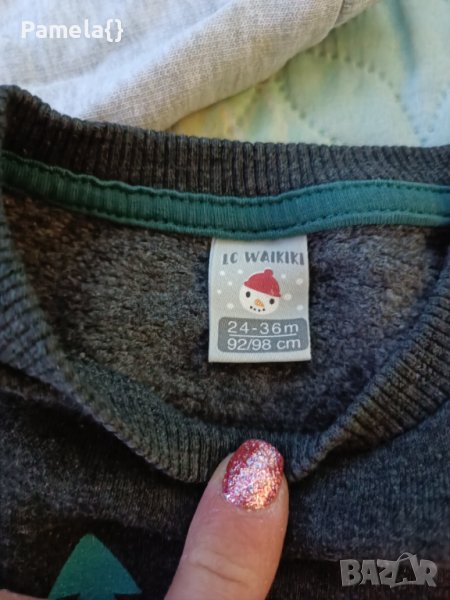 Pamela{}
LC WAIKIKI
24-36m
92/98 cm
BAZAR